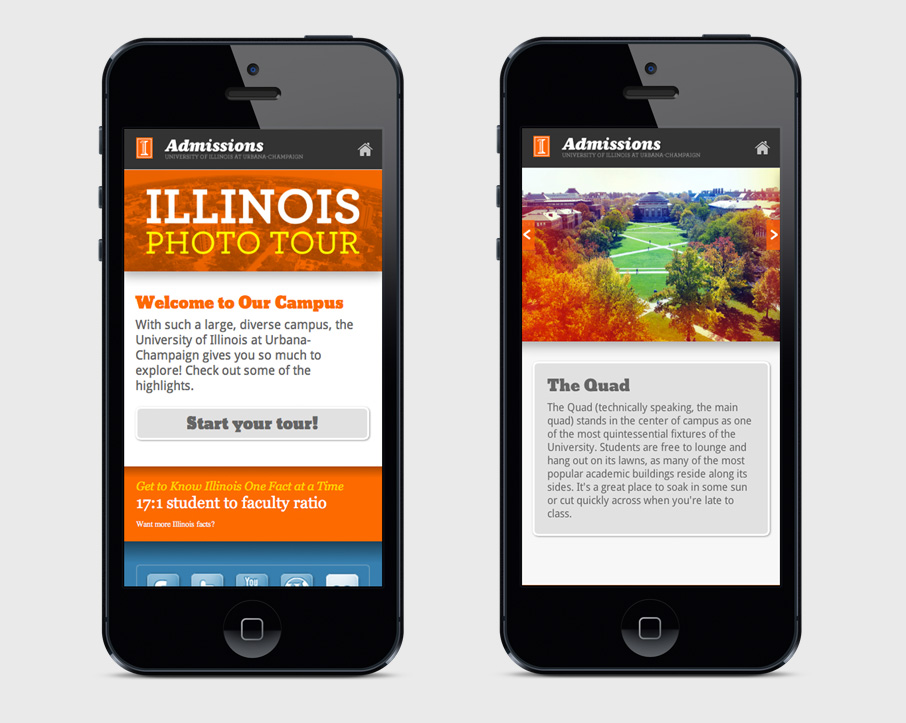 I
Admissions
UNIVERSITY OF ILLINOIS AT URBANA-CHAMPAIGN
ILLINOIS
PHOTO TOUR
Welcome to Our Campus
With such a large, diverse campus, the
University of Illinois at Urbana-
Champaign gives you so much to
explore! Check out some of the
highlights.
Start your tour!
Get to Know Illinois One Fact at a Time
17:1 student to faculty ratio
Want more Illinois facts?
You
I
Admissions
UNIVERSITY OF ILLINOIS AT URBANA-CHAMPAIGN
The Quad
The Quad (technically speaking, the main
quad) stands in the center of campus as one
of the most quintessential fixtures of the
University. Students are free to lounge and
hang out on its lawns, as many of the most
popular academic buildings reside along its
sides. It's a great place to soak in some sun
or cut quickly across when you're late to
class.